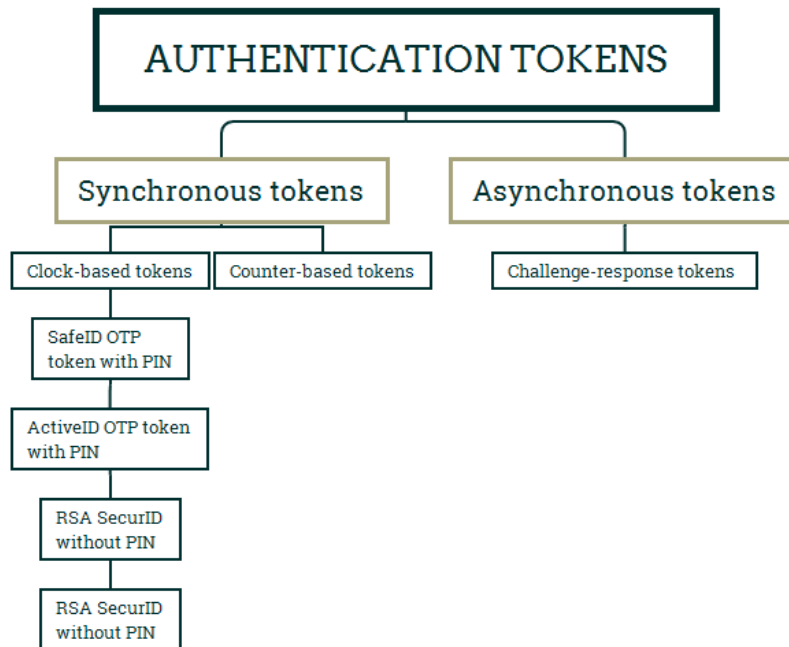 AUTHENTICATION TOKENS
Synchronous tokens
Asynchronous tokens
Clock-based tokens
Counter-based tokens
Challenge-response tokens
SafeID OTP
token with PIN
ActiveID OTP token
with PIN
RSA SecurID
without PIN
RSA SecurID
without PIN